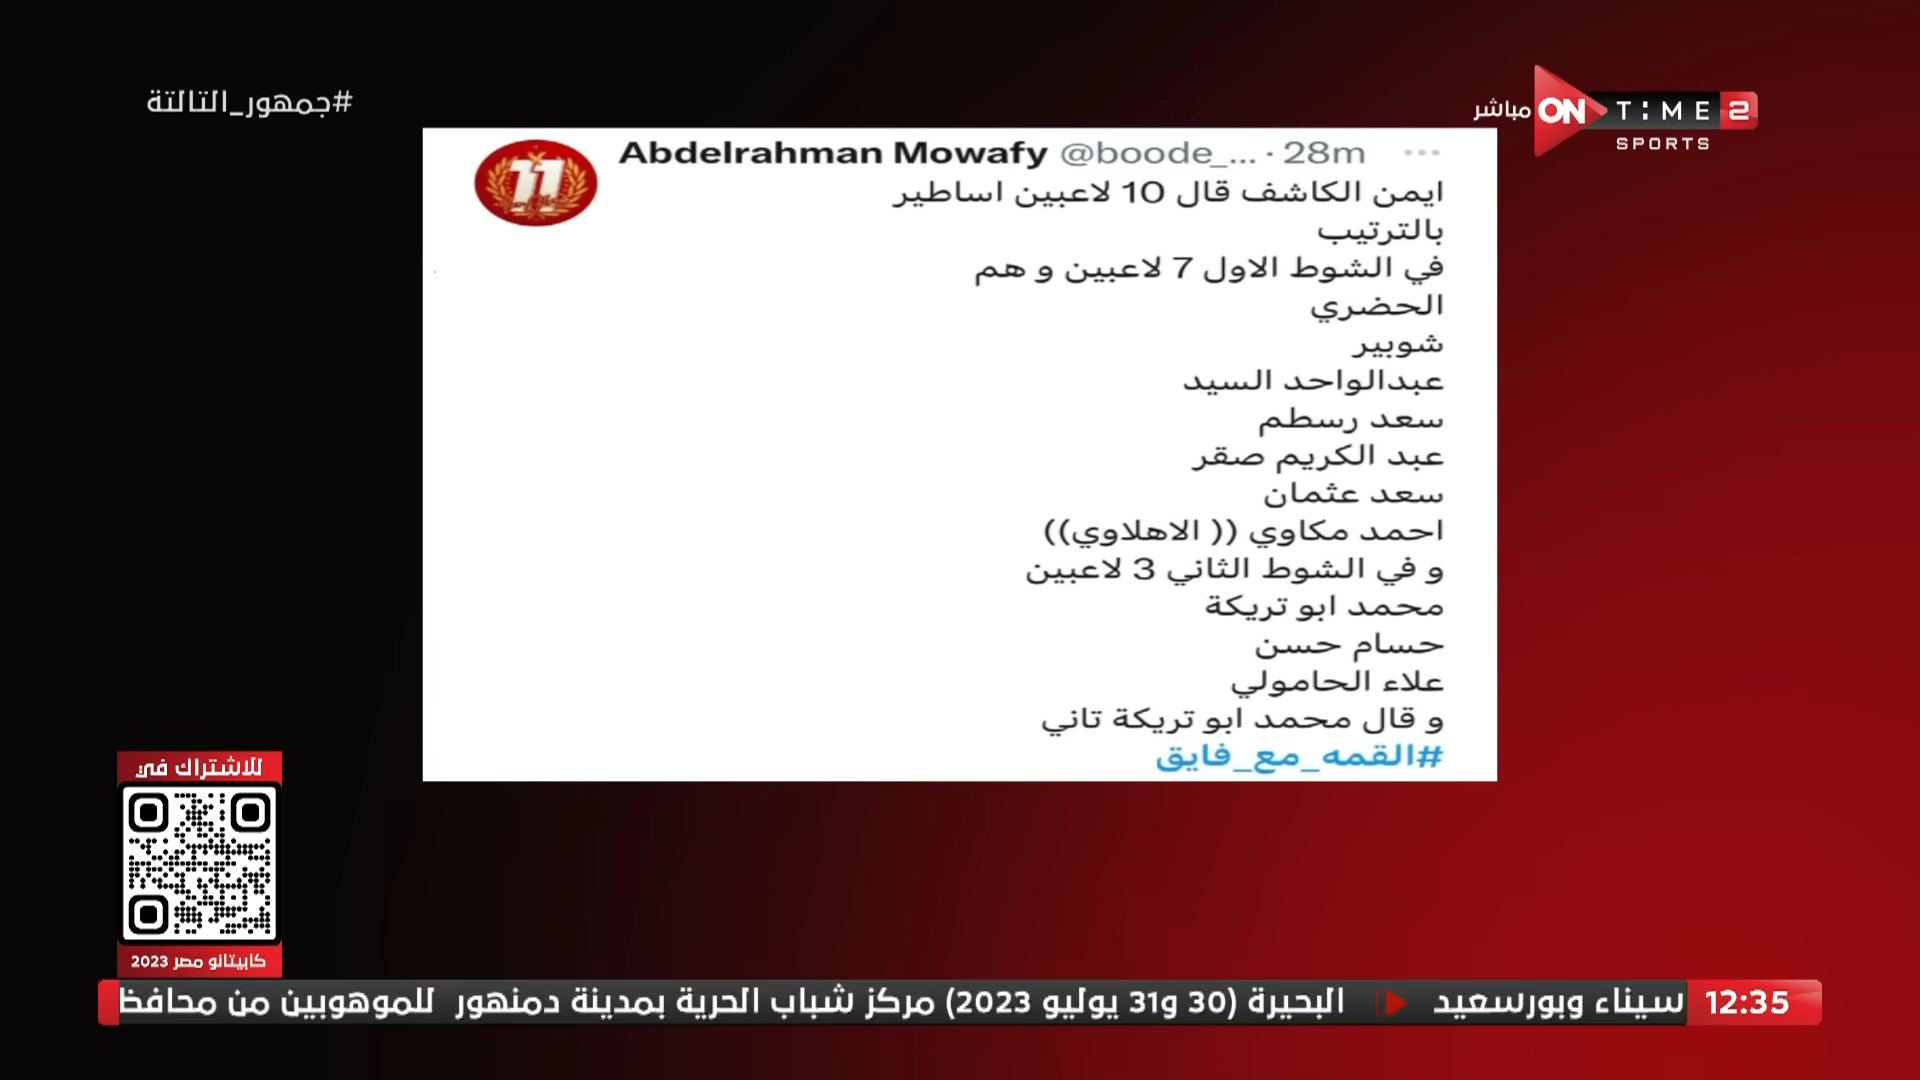 #جمهور_التالتة
مباشر ON TIME 2
SPORTS
11
Abdelrahman Mowafy @boode_... · 28m
ايمن الكاشف قال 10 لاعبين اساطير
بالترتيب
في الشوط الاول 7 لاعبين و هم
الحضري
شوبير
عبدالواحد السيد
سعد رسطم
عبد الكريم صقر
سعد عثمان
احمد مكاوي (( الاهلاوي))
و في الشوط الثاني 3 لاعبين
محمد ابو تريكة
حسام حسن
علاء الحامولي
و قال محمد ابو تريكة تاني
#القمه_مع_فايق
للاشتراك في
كابيتانو مصر 2023
12:35 سيناء وبورسعيد البحيرة (30 و31 يوليو 2023) مركز شباب الحرية بمدينة دمنهور للموهوبين من محافظ